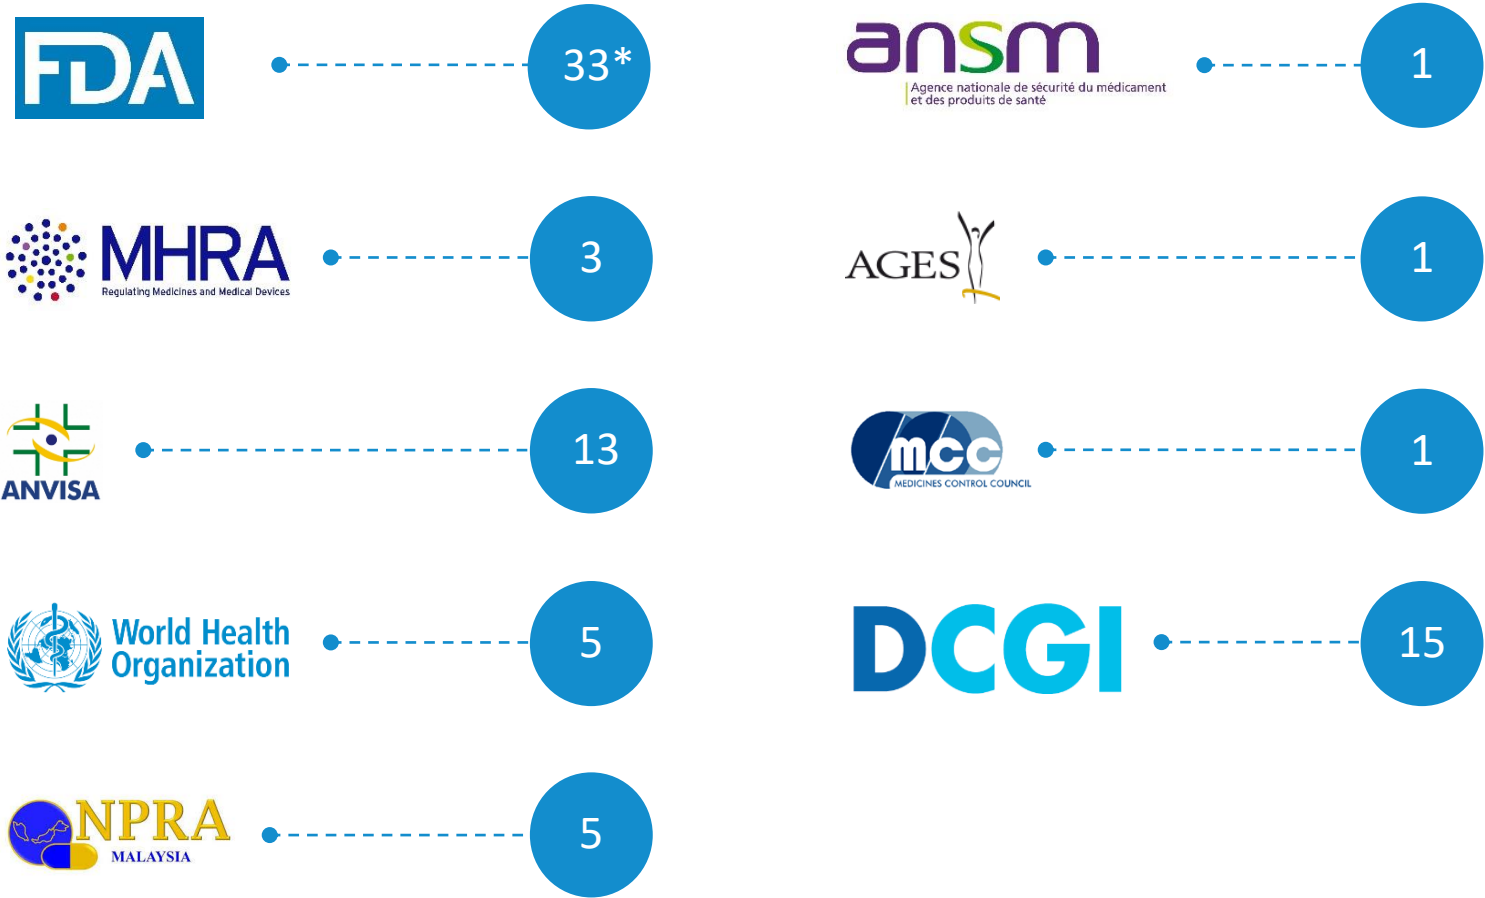 FDA
33*
MHRA
Regulating Medicines and Medical Devices
3
ANVISA
13
World Health
Organization
5
NPRA
MALAYSIA
5
ansm
Agence nationale de sécurité du médicament
et des produits de santé
1
AGES
1
mcc
MEDICINES CONTROL COUNCIL
1
DCGI
15